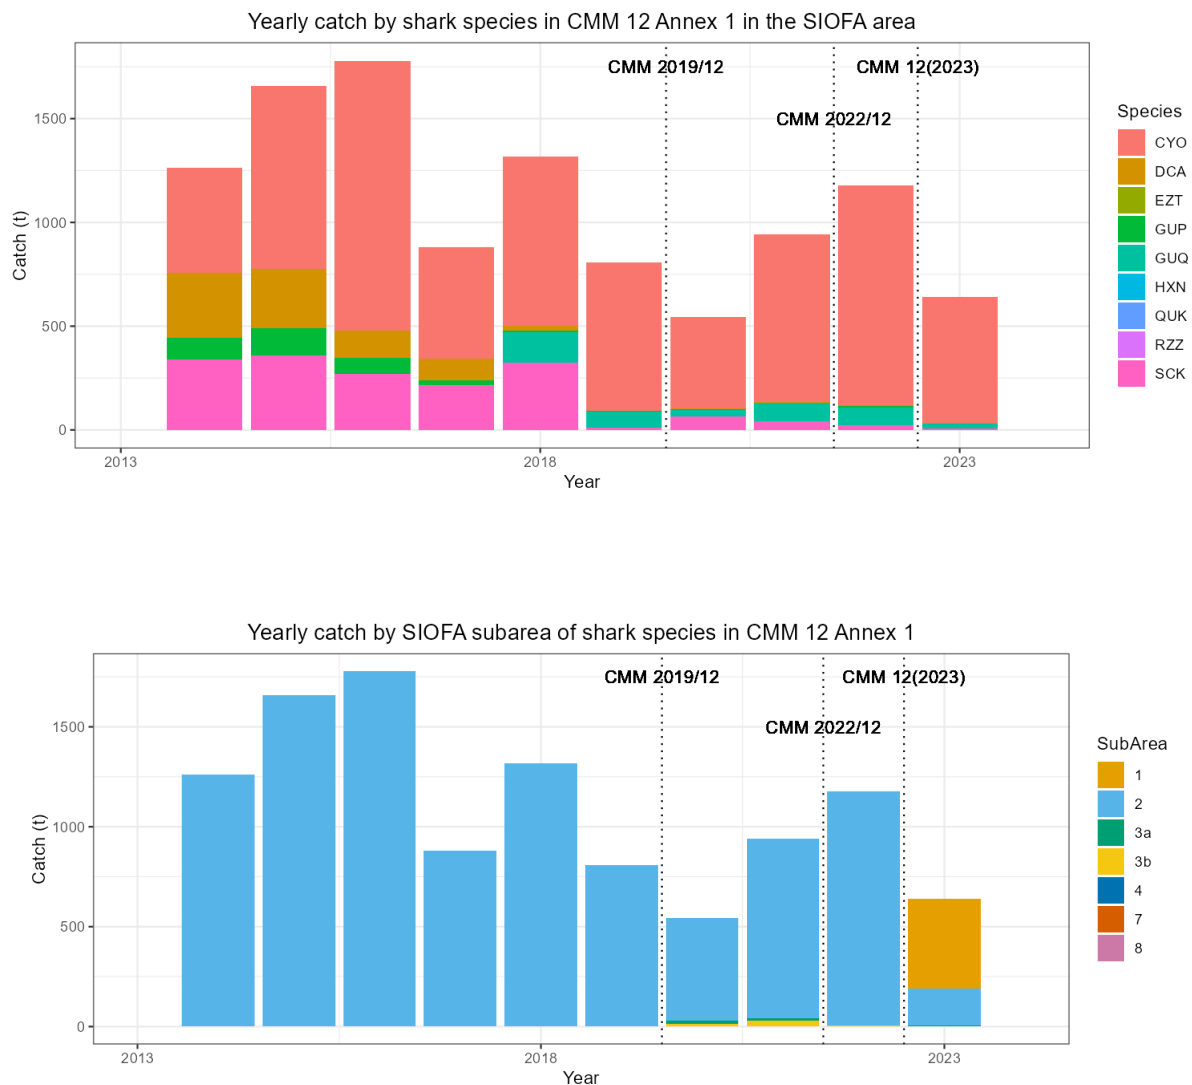 Yearly catch by shark species in CMM 12 Annex 1 in the SIOFA area
CMM 2019/12
CMM 12(2023)
CMM 2022/12
1500
1000
500
0
Catch (t)
2013
2018
2023
Year
Species
CYO
DCA
EZT
GUP
GUQ
HXN
QUK
RZZ
SCK
Yearly catch by SIOFA subarea of shark species in CMM 12 Annex 1
CMM 2019/12
CMM 12(2023)
CMM 2022/12
1500
1000
500
0
Catch (t)
2013
2018
2023
Year
SubArea
1
2
3a
3b
4
7
8